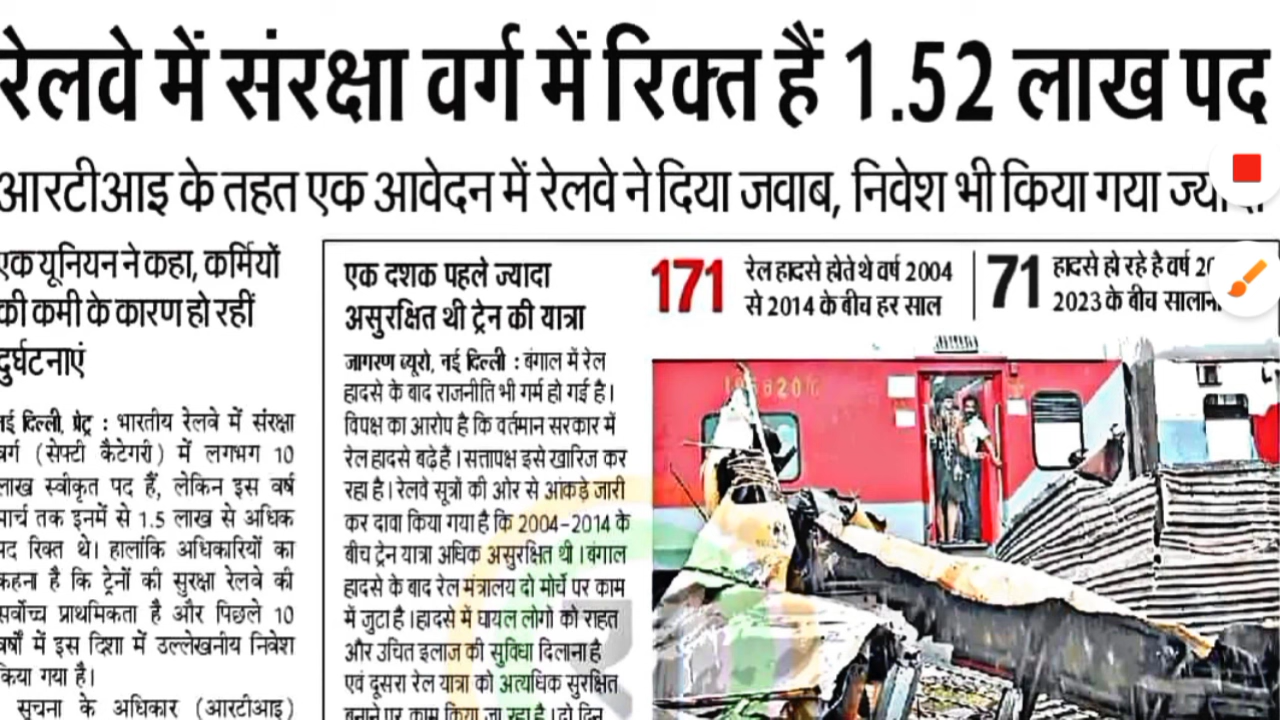 रेलवे में संरक्षा वर्ग में रिक्त हैं 1.52 लाख पद
आरटीआइ के तहत एक आवेदन में रेलवे ने दिया जवाब, निवेश भी किया गया
एक यूनियन ने कहा, कर्मियों
की कमी के कारण हो रहीं
दुर्घटनाएं
नई दिल्ली, प्रेट्र : भारतीय रेलवे में संरक्षा
वर्ग (सेफ्टी कैटेगरी) में लगभग 10
लाख स्वीकृत पद हैं, लेकिन इस वर्ष
मार्च तक इनमें से 1.5 लाख से अधिक
पद रिक्त थे। हालांकि अधिकारियों का
कहना है कि ट्रेनों की सुरक्षा रेलवे की
सर्वोच्च प्राथमिकता है और पिछले 10
वर्षों में इस दिशा में उल्लेखनीय निवेश
किया गया है।
सूचना के अधिकार (आरटीआइ)
एक दशक पहले ज्यादा
असुरक्षित थी ट्रेन की यात्रा
जागरण ब्यूरो, नई दिल्ली : बंगाल में रेल
हादसे के बाद राजनीति भी गर्म हो गई है।
विपक्ष का आरोप है कि वर्तमान सरकार में
रेल हादसे बढ़े हैं। सत्तापक्ष इसे खारिज कर
रहा है। रेलवे सूत्रों की ओर से आंकड़े जारी
कर दावा किया गया है कि 2004-2014 के
बीच ट्रेन यात्रा अधिक असुरक्षित थी। बंगाल
हादसे के बाद रेल मंत्रालय दो मोर्चे पर काम
में जुटा है। हादसे में घायल लोगों को राहत
और उचित इलाज की सुविधा दिलाना है
एवं दूसरा रेल यात्रा को अत्यधिक सुरक्षित
बनाने पर काम किया जा रहा है। दो दिन
171 रेल हादसे होते थे वर्ष 2004
से 2014 के बीच हर साल
71 हादसे हो रहे है वर्ष
2023 के बीच सालाना